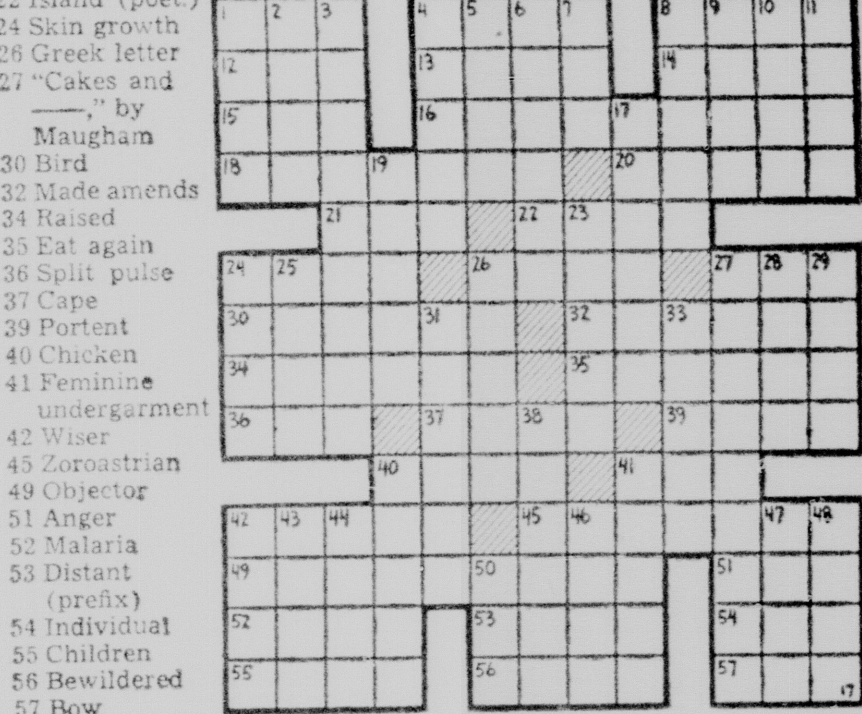 22 Island (poet.)
24 Skin growth
26 Greek letter
27 "Cakes and
——," by
Maugham
30 Bird
32 Made amends
34 Raised
35 Eat again
36 Split pulse
37 Cape
39 Portent
40 Chicken
41 Feminine
undergarment
42 Wiser
45 Zoroastrian
49 Objector
51 Anger
52 Malaria
53 Distant
(prefix)
54 Individual
55 Children
56 Bewildered
57 Bow
1 2 3 4 5 6 7 8 9 10 11
12 13 14
15 16 17
18 19 20
21 22 23
24 25 26 27 28 29
30 31 32 33
34 35
36 37 38 39
40 41
42 43 44 45 46 47 48
49 50 51
52 53 54
55 56 57 17